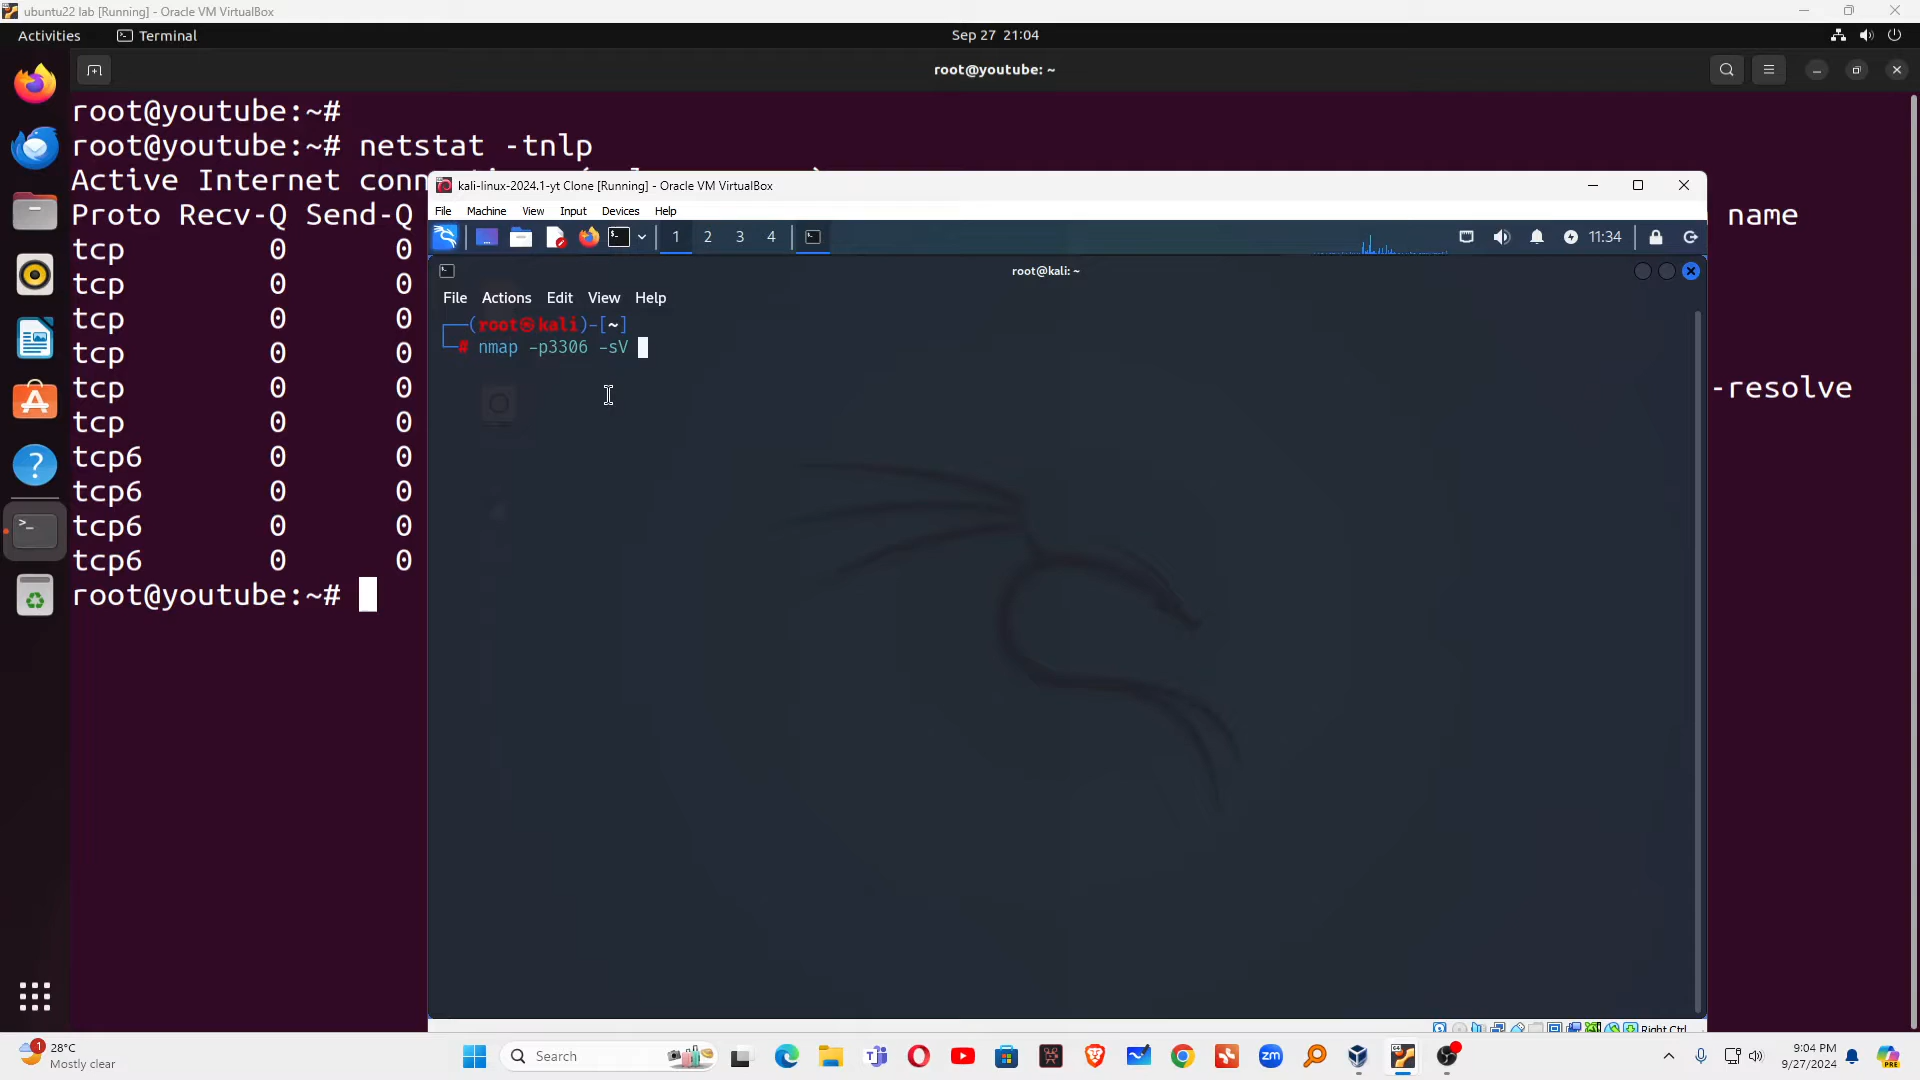 ubuntu22 lab [Running] - Oracle VM VirtualBox
Activities
Terminal
Sep 27 21:04
root@youtube: ~
root@youtube:~#
root@youtube:~# netstat -tnlp
Active Internet conn
Proto Recv-Q Send-Q
name
tcp 0 0
tcp 0 0
tcp 0 0
tcp 0 0
tcp 0 0
-resolve
tcp 0 0
tcp6 0 0
tcp6 0 0
tcp6 0 0
tcp6 0 0
root@youtube:~#
kali-linux-2024.1-yt Clone [Running] - Oracle VM VirtualBox
File Machine View Input Devices Help
1 2 3 4
11:34
root@kali: ~
File Actions Edit View Help
(root㉿kali)-[~]
# nmap -p3306 -sV
Right Ctrl
1
28°C
Mostly clear
Search
zm
PRE
9:04 PM
9/27/2024